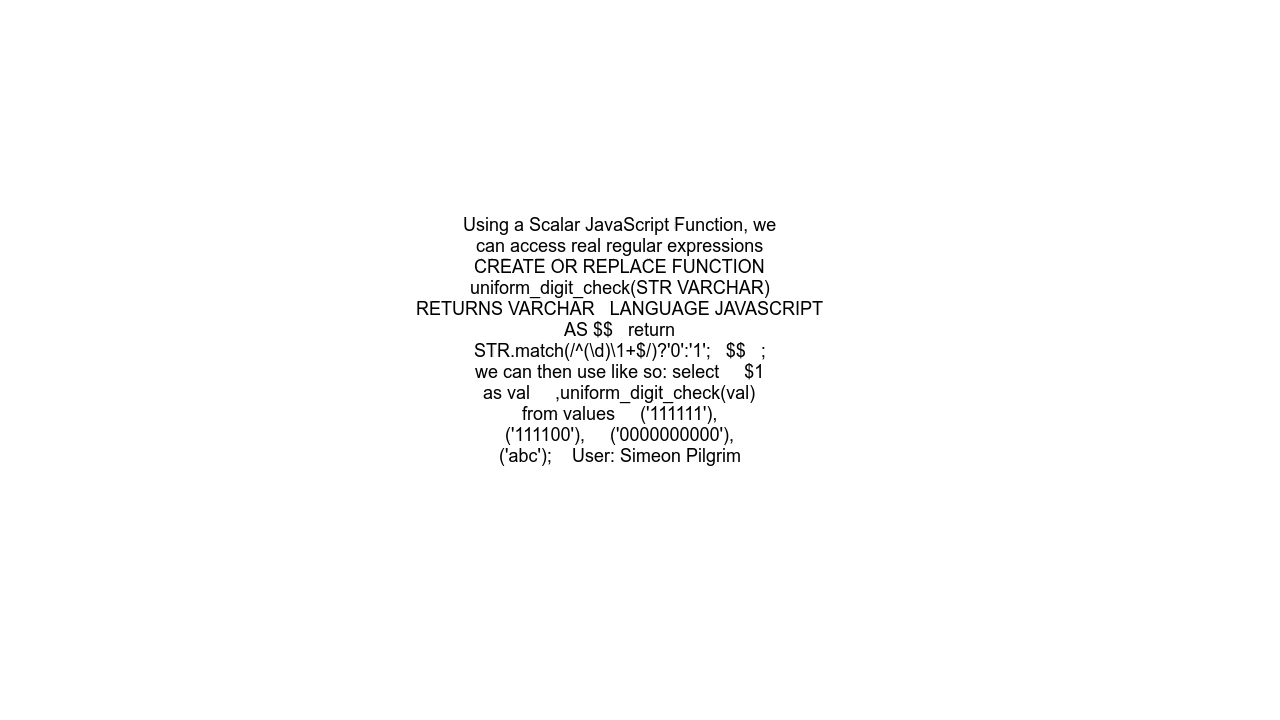 Using a Scalar JavaScript Function, we
can access real regular expressions
CREATE OR REPLACE FUNCTION
uniform_digit_check(STR VARCHAR)
RETURNS VARCHAR   LANGUAGE JAVASCRIPT
AS $$   return
STR.match(/^(\d)\1+$/)?'0':'1';   $$   ;
we can then use like so: select     $1
as val     ,uniform_digit_check(val)
from values     ('111111'),
('111100'),     ('0000000000'),
('abc');    User: Simeon Pilgrim